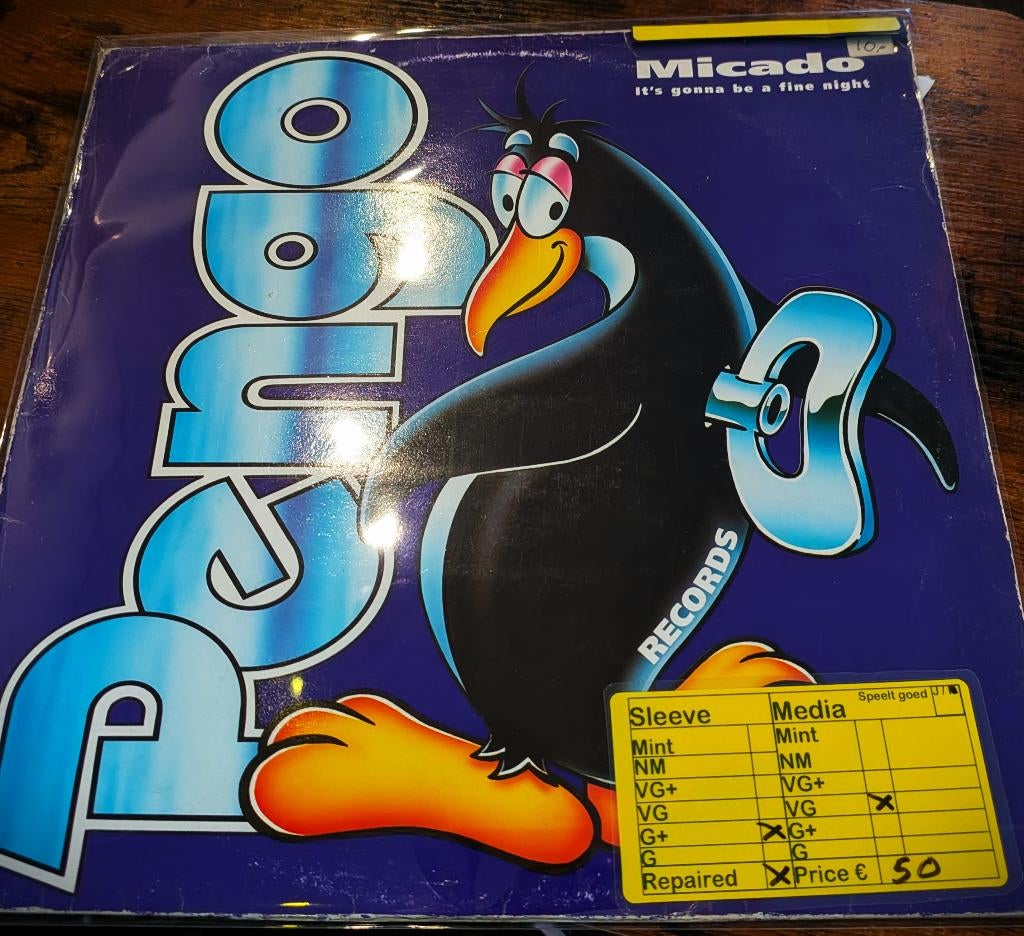 10,-
Micado
It's gonna be a fine night
Pengo
RECORDS
Sleeve Media Speelt goed J/
Mint Mint
NM NM
VG+ VG+
VG VG X
G+ X G+
G G
Repaired X Price € 50